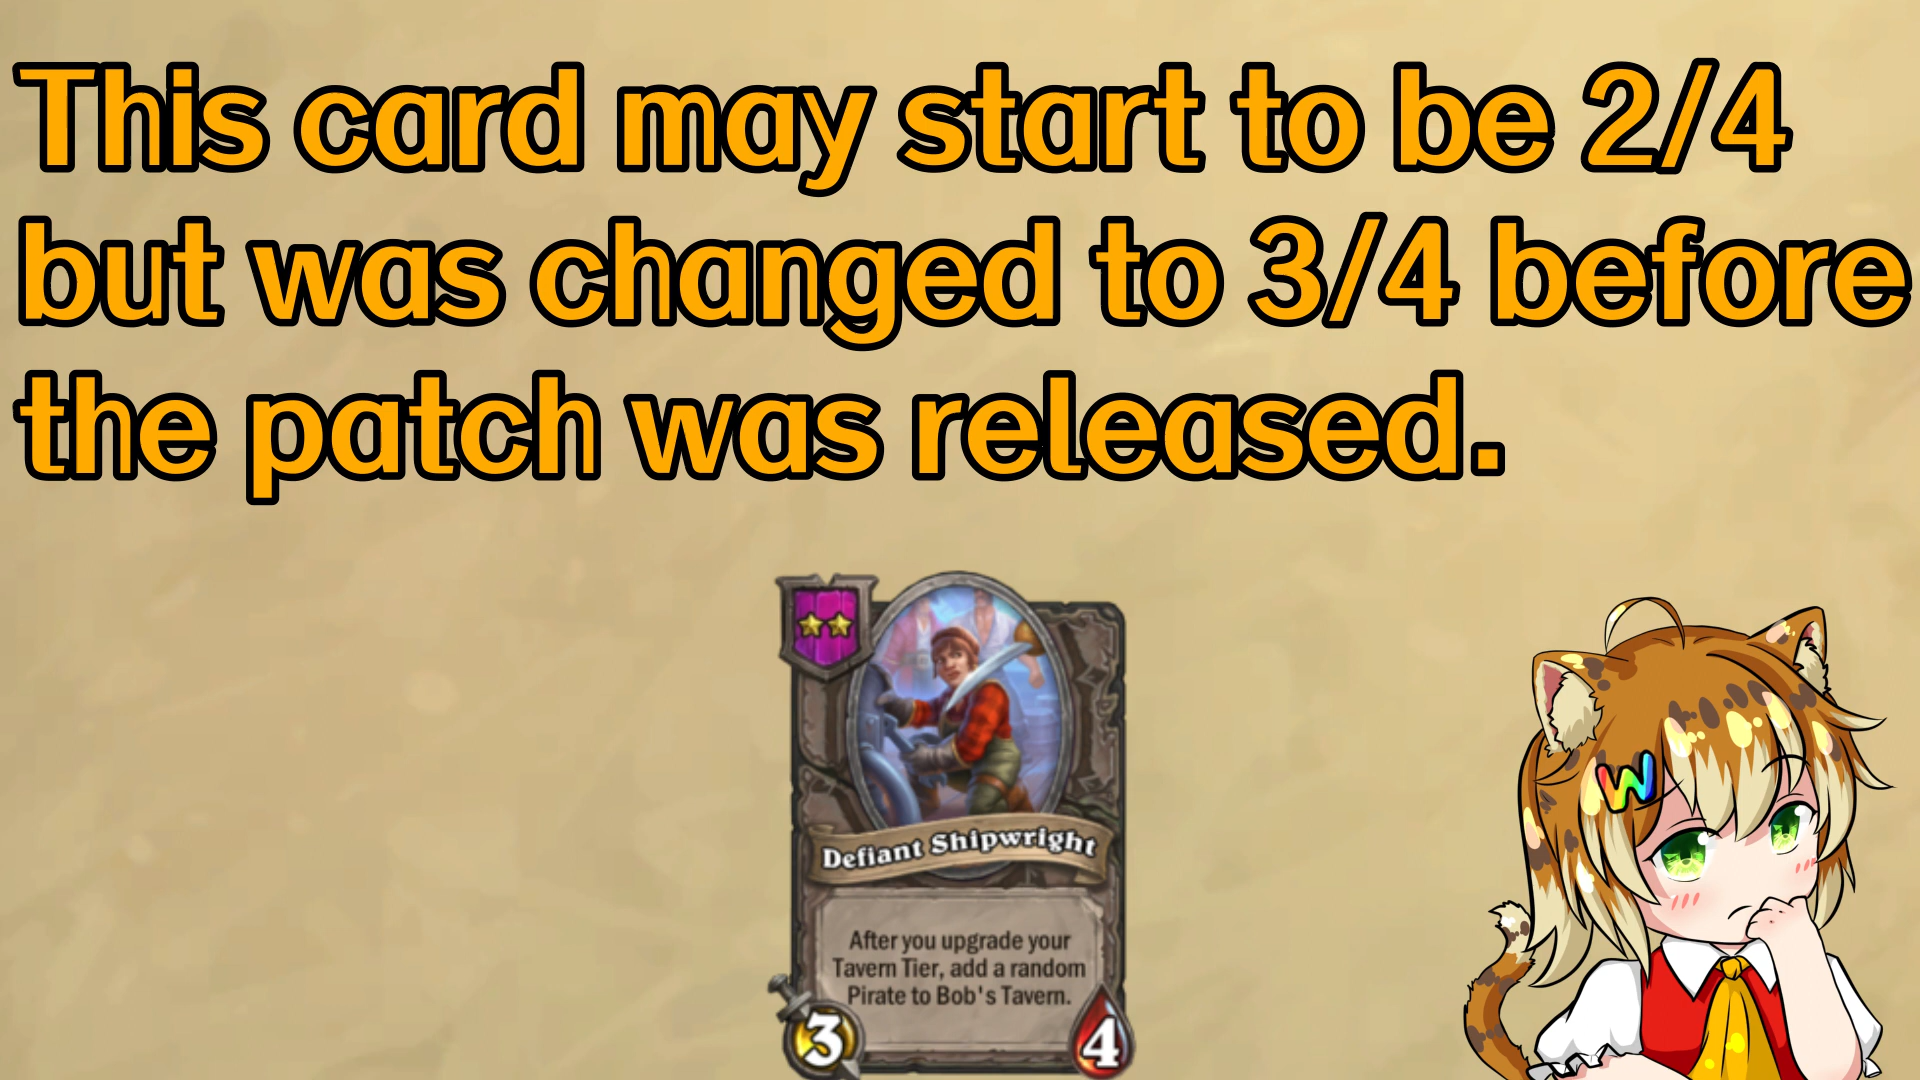 This card may start to be 2/4
but was changed to 3/4 before
the patch was released.
Defiant Shipwright
After you upgrade your
Tavern Tier, add a random
Pirate to Bob's Tavern.
3
4
W